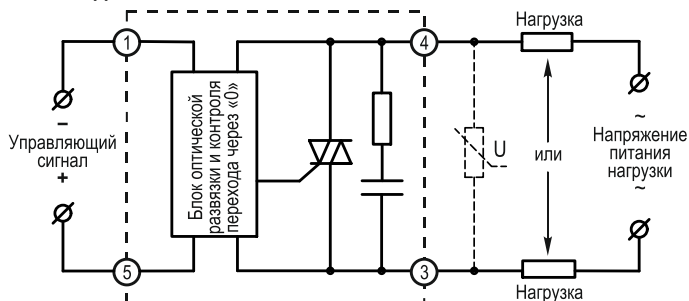 Нагрузка
1
4
–
Управляющий
сигнал
+
Блок оптической
развязки и контроля
перехода через «0»
U
или
~
Напряжение
питания
нагрузки
~
5
3
Нагрузка